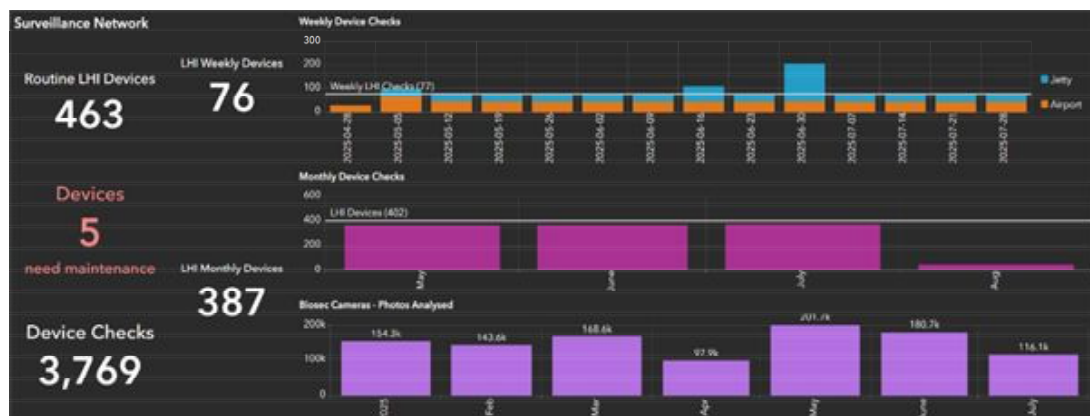 Surveillance Network
Routine LHI Devices
463
LHI Weekly Devices
76
Devices
5
need maintenance
LHI Monthly Devices
387
Device Checks
3,769
Weekly Device Checks
300
200
100
0
Weekly LHI Checks (77)
Jetty
Airport
2025-04-28
2025-05-05
2025-05-12
2025-05-19
2025-05-26
2025-06-02
2025-06-09
2025-06-16
2025-06-23
2025-06-30
2025-07-07
2025-07-14
2025-07-21
2025-07-28
Monthly Device Checks
600
400
200
0
LHI Devices (402)
May
June
July
Aug
Biosec Cameras - Photos Analysed
200k
100k
0
154.3k
143.6k
168.6k
97.9k
201.7k
180.7k
116.1k
2025
Feb
Mar
Apr
May
June
July